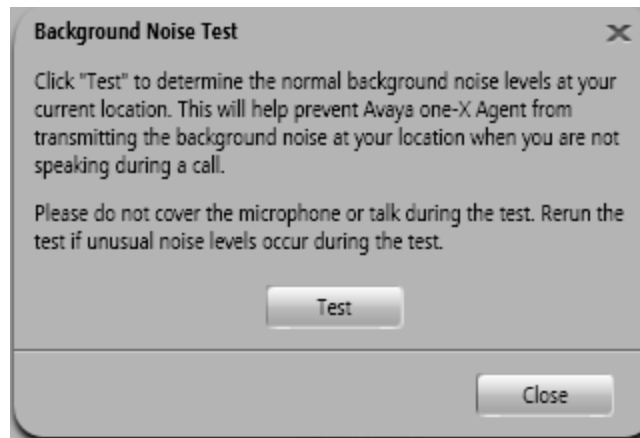 Background Noise Test
Click "Test" to determine the normal background noise levels at your
current location. This will help prevent Avaya one-X Agent from
transmitting the background noise at your location when you are not
speaking during a call.
Please do not cover the microphone or talk during the test. Rerun the
test if unusual noise levels occur during the test.
Test
Close